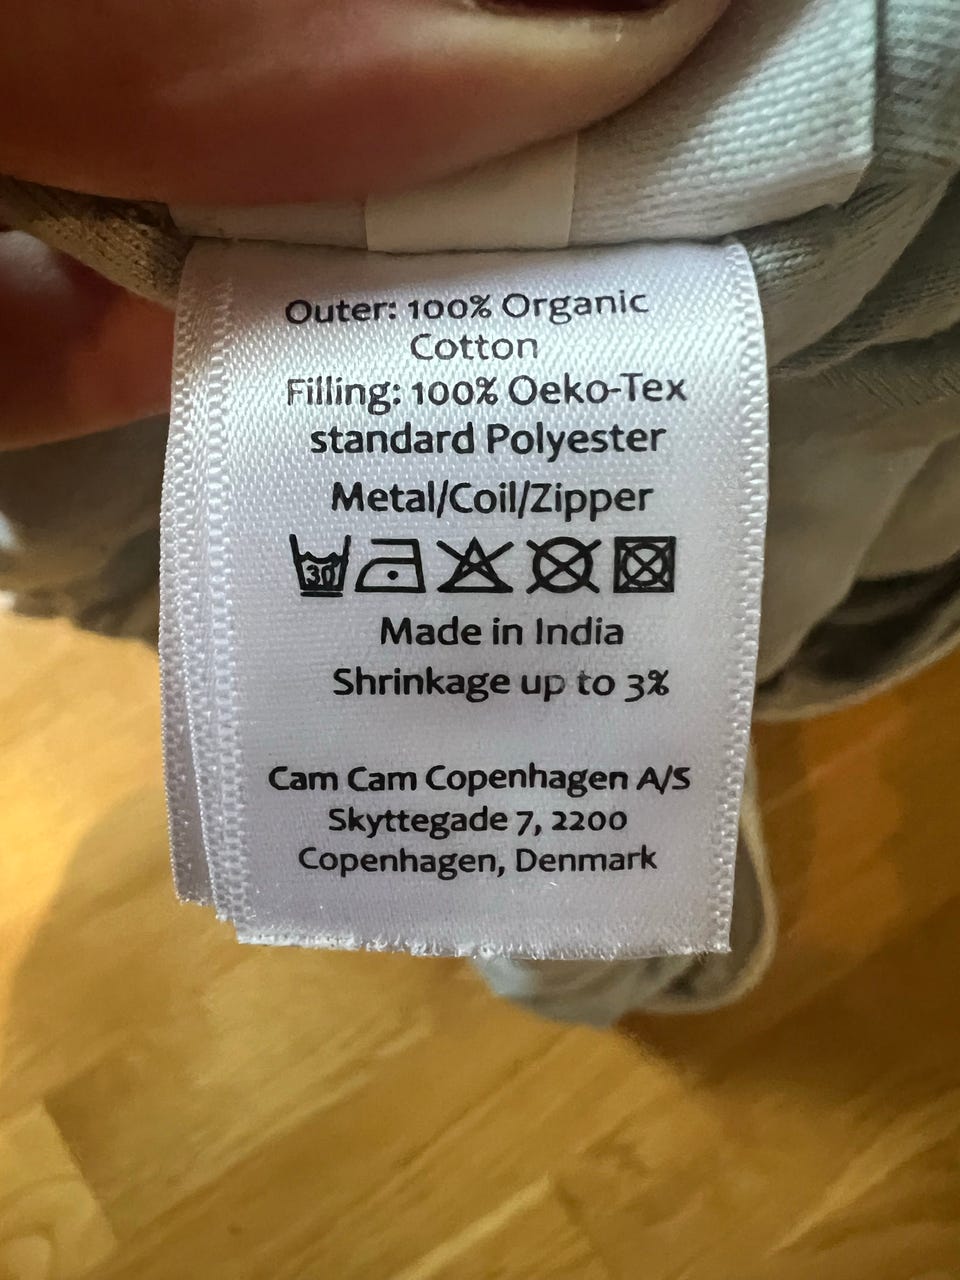 Outer: 100% Organic
Cotton
Filling: 100% Oeko-Tex
standard Polyester
Metal/Coil/Zipper
30
Made in India
Shrinkage up to 3%
Cam Cam Copenhagen A/S
Skyttegade 7, 2200
Copenhagen, Denmark